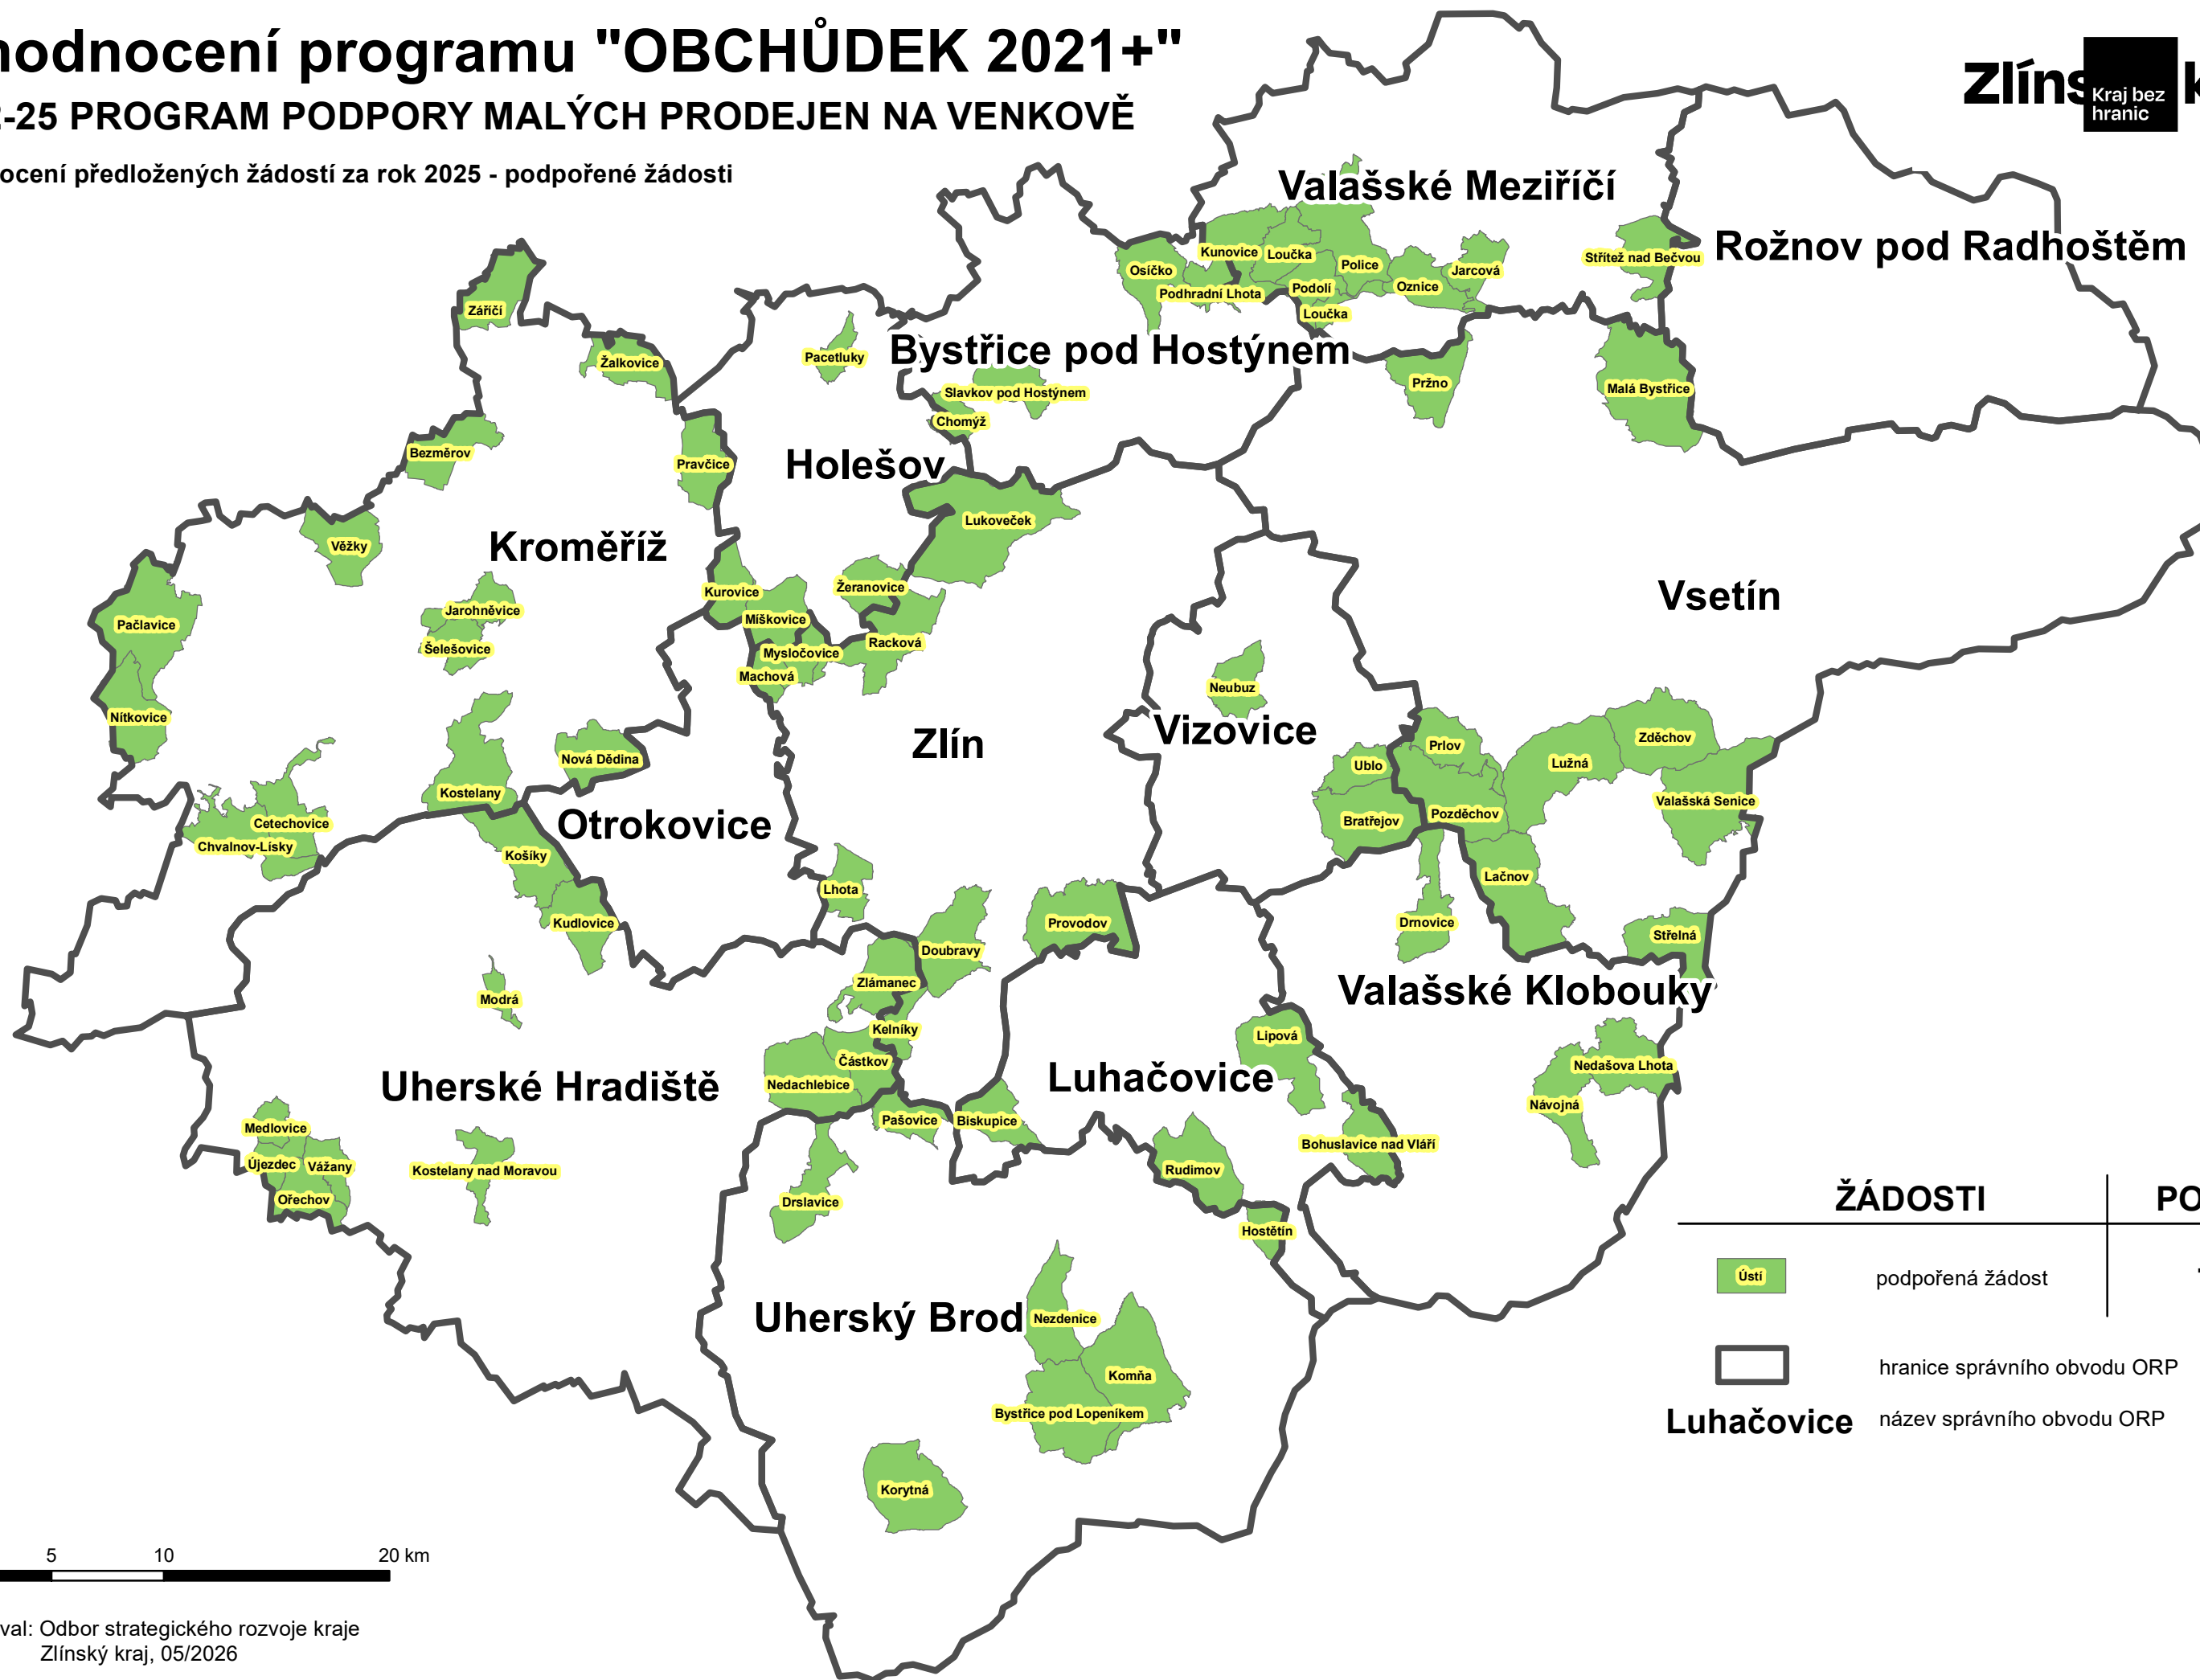 hodnocení programu "OBCHŮDEK 2021+"
2-25 PROGRAM PODPORY MALÝCH PRODEJEN NA VENKOVĚ
ocení předložených žádostí za rok 2025 - podpořené žádosti
Zlíns k
Kraj bez
hranic
Valašské Meziříčí
Rožnov pod Radhoštěm
Kunovice
Loučka
Osíčko
Police
Střítež nad Bečvou
Jarcová
Podhradní Lhota
Podolí
Oznice
Loučka
Záříčí
Bystřice pod Hostýnem
Pacetluky
Žalkovice
Pržno
Malá Bystřice
Slavkov pod Hostýnem
Chomýž
Bezměrov
Pravčice
Holešov
Lukoveček
Věžky
Kroměříž
Žeranovice
Kurovice
Vsetín
Jarohněvice
Míškovice
Pačlavice
Šelešovice
Racková
Mysločovice
Machová
Neubuz
Nítkovice
Vizovice
Zlín
Prlov
Zděchov
Nová Dědina
Ublo
Lužná
Kostelany
Valašská Senice
Cetechovice
Otrokovice
Bratřejov
Pozděchov
Chvalnov-Lísky
Košíky
Lačnov
Lhota
Kudlovice
Provodov
Drnovice
Střelná
Doubravy
Zlámanec
Modrá
Valašské Klobouky
Kelníky
Lipová
Částkov
Nedašova Lhota
Uherské Hradiště
Nedachlebice
Luhačovice
Návojná
Medlovice
Pašovice
Biskupice
Bohuslavice nad Vláří
Újezdec
Vážany
Kostelany nad Moravou
Rudimov
Ořechov
Drslavice
Hostětín
ŽÁDOSTI
PO
Ústí
podpořená žádost
Uherský Brod
Nezdenice
Komňa
hranice správního obvodu ORP
Bystřice pod Lopeníkem
Luhačovice
název správního obvodu ORP
Korytná
5 10 20 km
val: Odbor strategického rozvoje kraje
Zlínský kraj, 05/2026